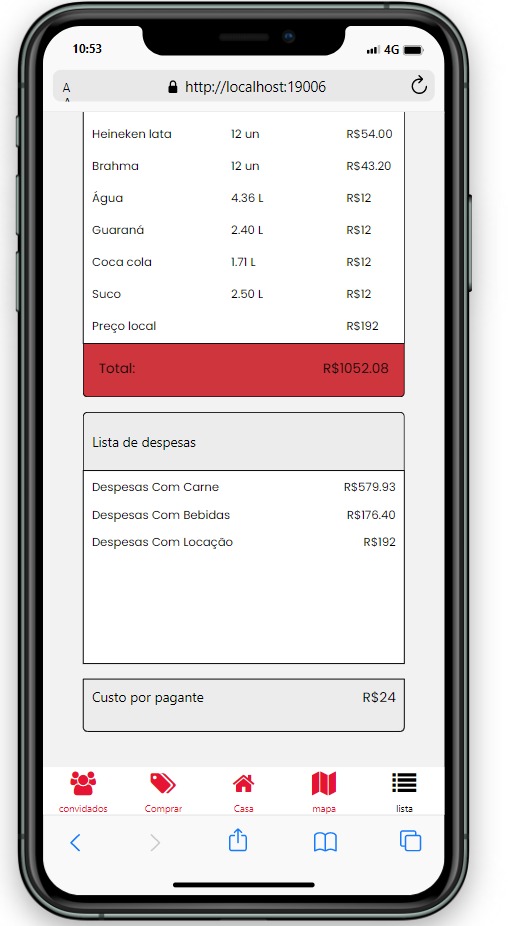 10:53
4G
A
A
http://localhost:19006
Heineken lata 12 un R$54.00
Brahma 12 un R$43.20
Água 4.36 L R$12
Guaraná 2.40 L R$12
Coca cola 1.71 L R$12
Suco 2.50 L R$12
Preço local R$192
Total: R$1052.08
Lista de despesas
Despesas Com Carne R$579.93
Despesas Com Bebidas R$176.40
Despesas Com Locação R$192
Custo por pagante R$24
convidados Comprar Casa mapa lista